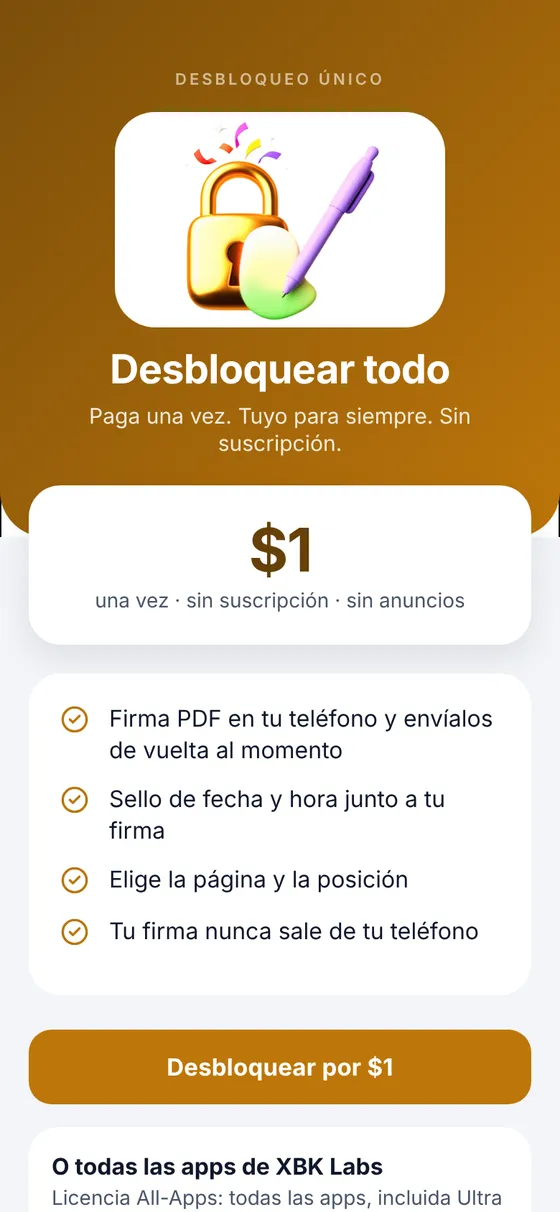 DESBLOQUEO ÚNICO
Desbloquear todo
Paga una vez. Tuyo para siempre. Sin
suscripción.
$1
una vez · sin suscripción · sin anuncios
Firma PDF en tu teléfono y envíalos
de vuelta al momento
Sello de fecha y hora junto a tu
firma
Elige la página y la posición
Tu firma nunca sale de tu teléfono
Desbloquear por $1
O todas las apps de XBK Labs
Licencia All-Apps: todas las apps, incluida Ultra